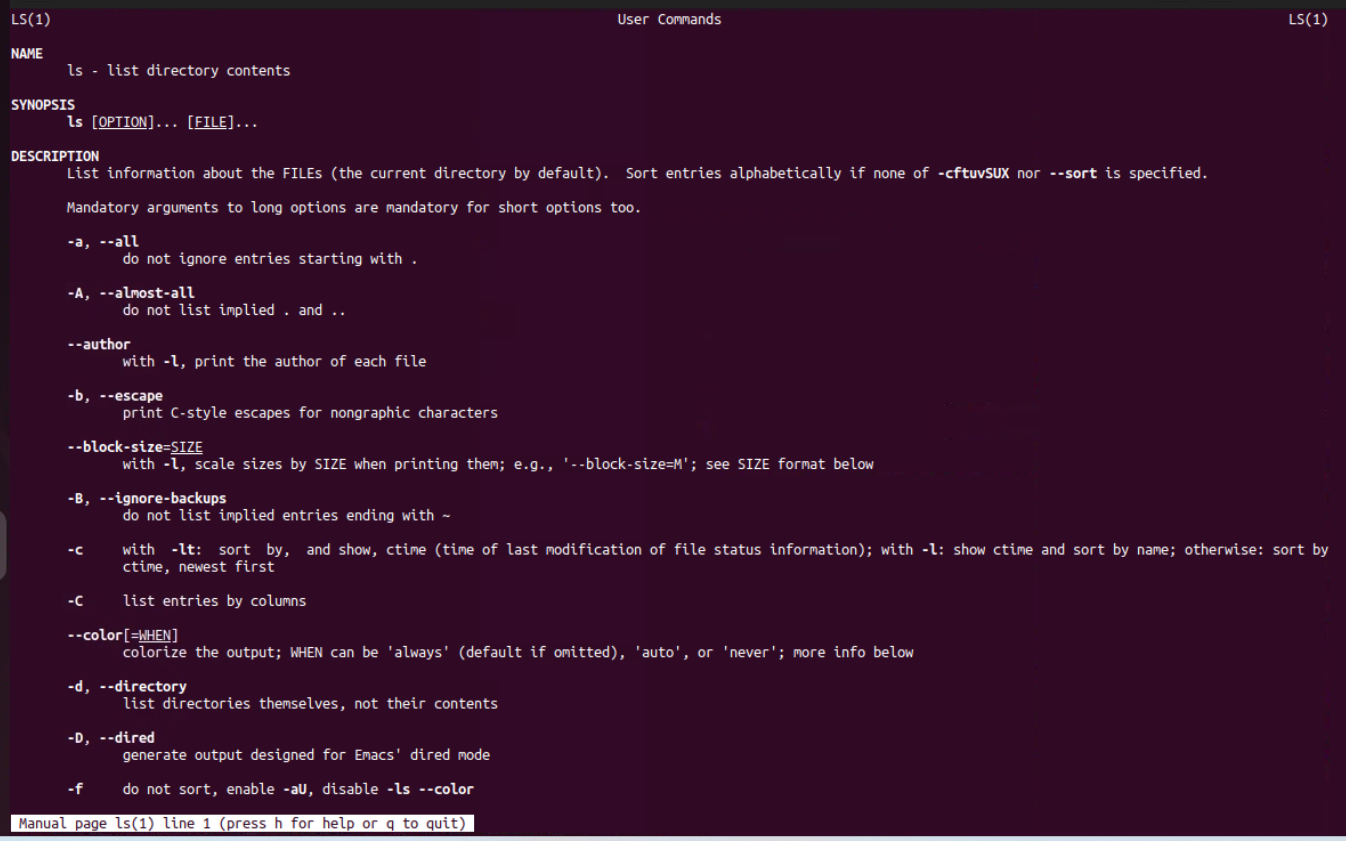 LS(1) User Commands LS(1)
NAME
ls - list directory contents
SYNOPSIS
ls [OPTION]... [FILE]...
DESCRIPTION
List information about the FILEs (the current directory by default).  Sort entries alphabetically if none of -cftuvSUX nor --sort is specified.
Mandatory arguments to long options are mandatory for short options too.
-a, --all
do not ignore entries starting with .
-A, --almost-all
do not list implied . and ..
--author
with -l, print the author of each file
-b, --escape
print C-style escapes for nongraphic characters
--block-size=SIZE
with -l, scale sizes by SIZE when printing them; e.g., '--block-size=M'; see SIZE format below
-B, --ignore-backups
do not list implied entries ending with ~
-c with  -lt:  sort  by,  and show, ctime (time of last modification of file status information); with -l: show ctime and sort by name; otherwise: sort by
ctime, newest first
-C list entries by columns
--color[=WHEN]
colorize the output; WHEN can be 'always' (default if omitted), 'auto', or 'never'; more info below
-d, --directory
list directories themselves, not their contents
-D, --dired
generate output designed for Emacs' dired mode
-f do not sort, enable -aU, disable -ls --color
Manual page ls(1) line 1 (press h for help or q to quit)